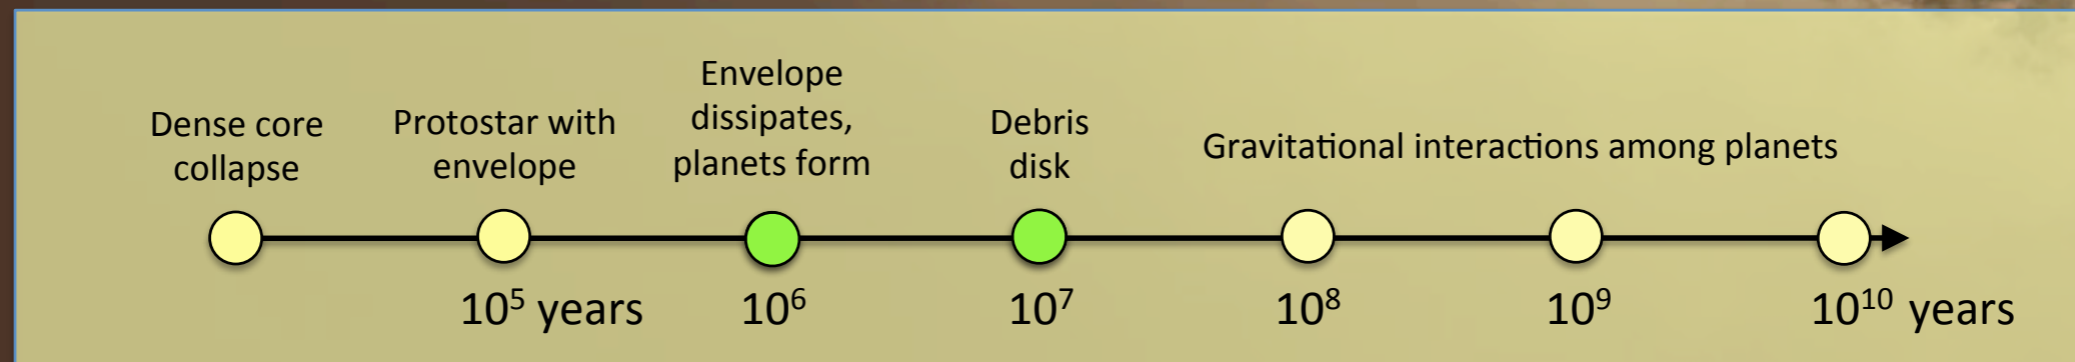 Dense core
collapse
Protostar with
envelope
Envelope
dissipates,
planets form
Debris
disk
Gravitational interactions among planets
10⁵ years
10⁶
10⁷
10⁸
10⁹
10¹⁰ years